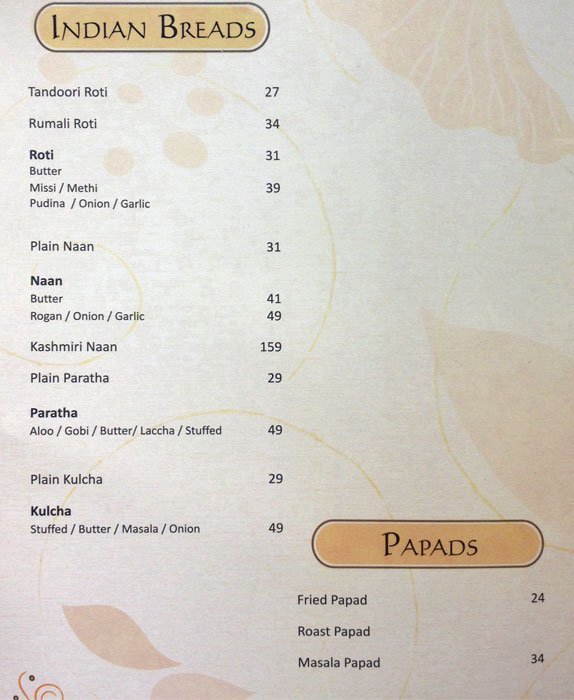 INDIAN BREADS
Tandoori Roti 27
Rumali Roti 34
Roti 31
Butter
Missi / Methi 39
Pudina / Onion / Garlic
Plain Naan 31
Naan
Butter 41
Rogan / Onion / Garlic 49
Kashmiri Naan 159
Plain Paratha 29
Paratha
Aloo / Gobi / Butter/ Laccha / Stuffed 49
Plain Kulcha 29
Kulcha
Stuffed / Butter / Masala / Onion 49
PAPADS
Fried Papad 24
Roast Papad
Masala Papad 34